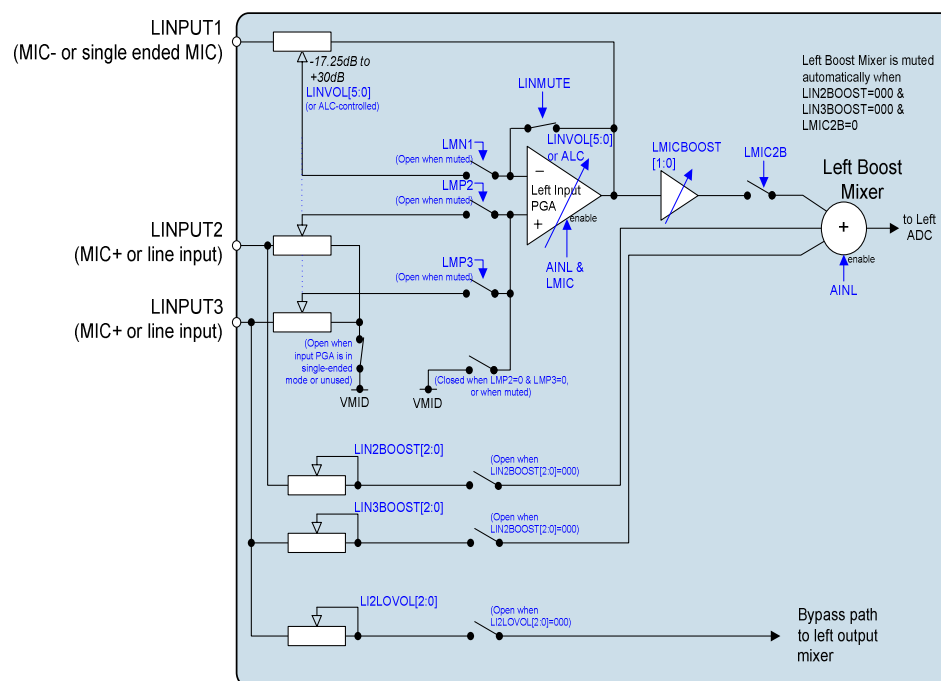 LINPUT1
(MIC- or single ended MIC)
-17.25dB to
+30dB
LINVOL[5:0]
(or ALC-controlled)
LINMUTE
LINVOL[5:0]
or ALC
Left Boost Mixer is muted
automatically when
LIN2BOOST=000 &
LIN3BOOST=000 &
LMIC2B=0
LMN1
(Open when muted)
LMP2
(Open when muted)
−
Left Input
PGA
+
enable
AINL &
LMIC
LMICBOOST
[1:0]
LMIC2B
Left Boost
Mixer
+
enable
AINL
to Left
ADC
LINPUT2
(MIC+ or line input)
LMP3
(Open when muted)
LINPUT3
(MIC+ or line input)
(Open when
input PGA is in
single-ended
mode or unused)
VMID
VMID
(Closed when LMP2=0 & LMP3=0,
or when muted)
LIN2BOOST[2:0]
(Open when
LIN2BOOST[2:0]=000)
LIN3BOOST[2:0]
(Open when
LIN2BOOST[2:0]=000)
LI2LOVOL[2:0]
(Open when
LI2LOVOL[2:0]=000)
Bypass path
to left output
mixer